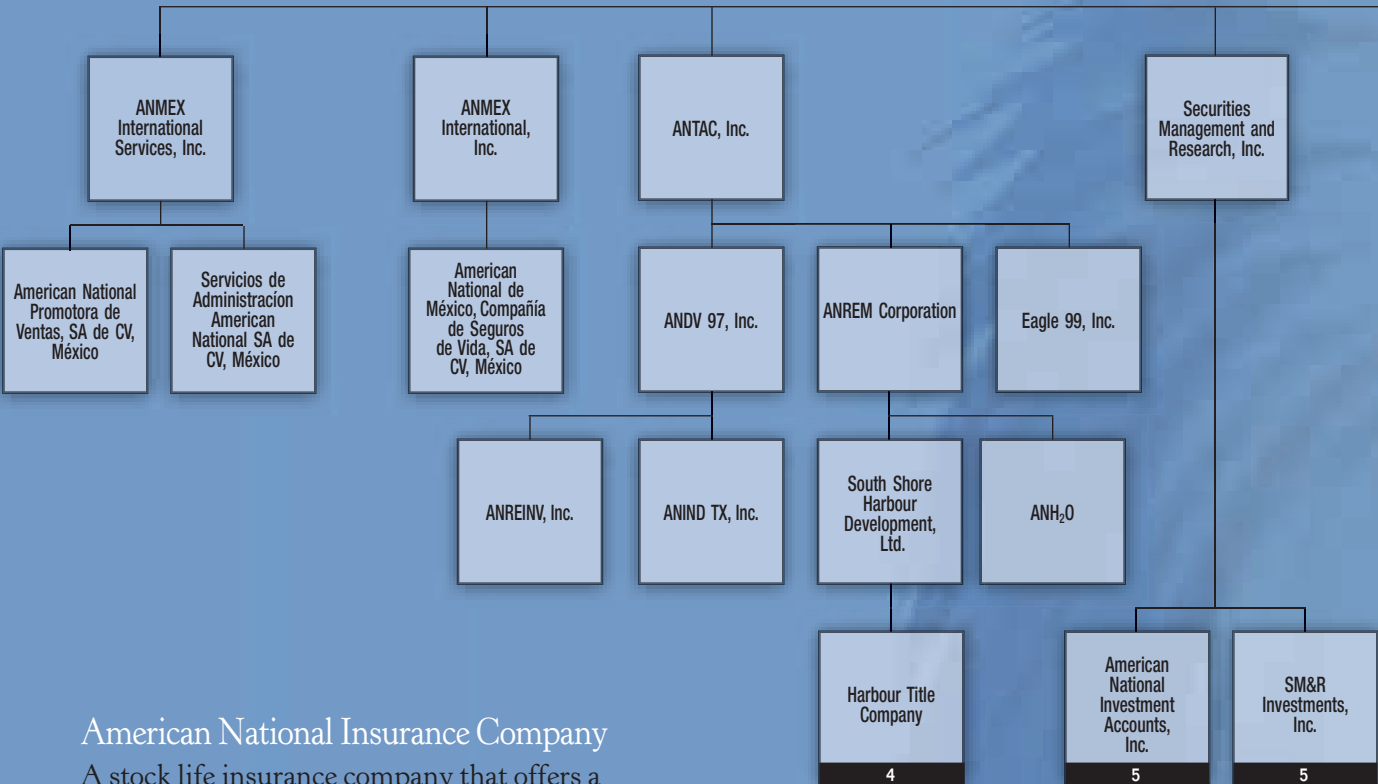 ANMEX
International
Services, Inc.
ANMEX
International,
Inc.
ANTAC, Inc.
Securities
Management and
Research, Inc.
American National
Promotora de
Ventas, SA de CV,
México
Servicios de
Administracíon
American
National SA de
CV, México
American
National de
México, Compañía
de Seguros
de Vida, SA de
CV, México
ANDV 97, Inc.
ANREM Corporation
Eagle 99, Inc.
ANREINV, Inc.
ANIND TX, Inc.
South Shore
Harbour
Development,
Ltd.
ANH₂O
Harbour Title
Company
4
American
National
Investment
Accounts,
Inc.
5
SM&R
Investments,
Inc.
5
American National Insurance Company
A stock life insurance company that offers a